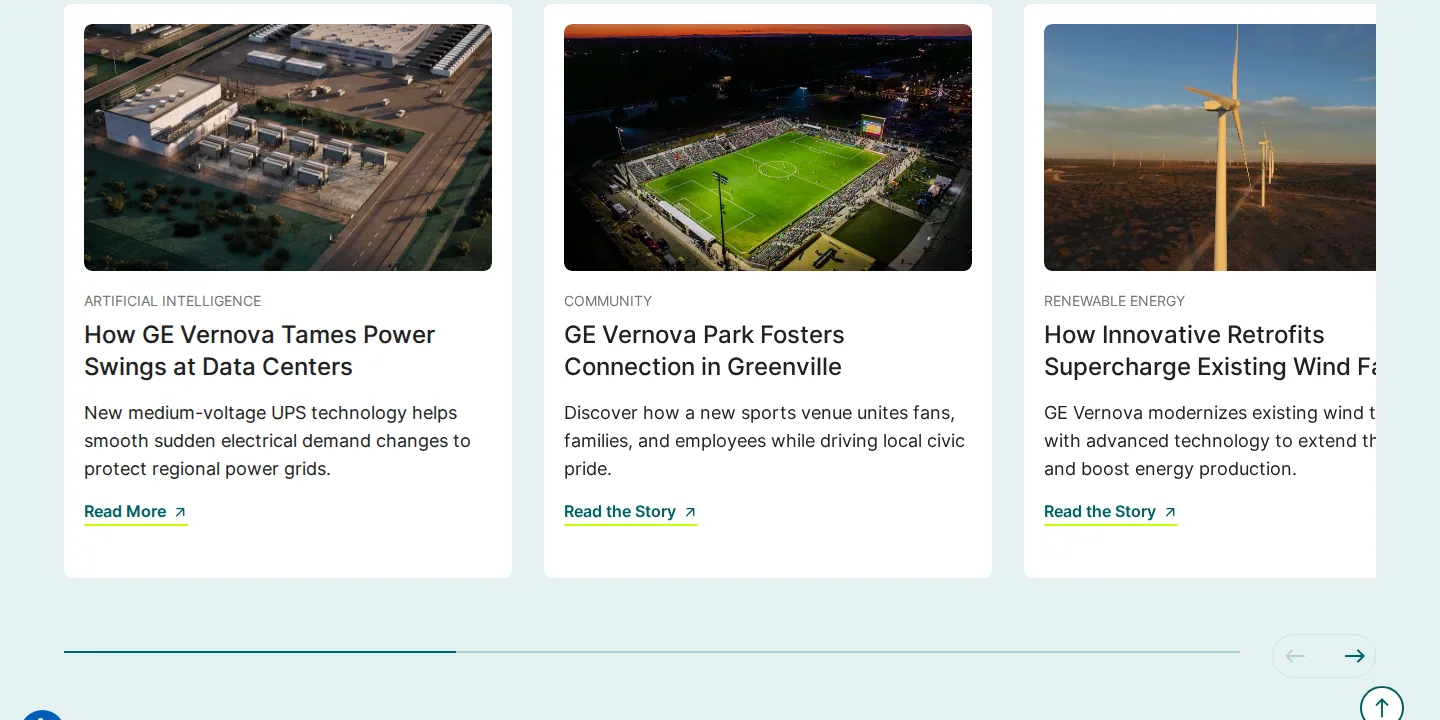 ARTIFICIAL INTELLIGENCE
How GE Vernova Tames Power
Swings at Data Centers
New medium-voltage UPS technology helps
smooth sudden electrical demand changes to
protect regional power grids.
Read More
COMMUNITY
GE Vernova Park Fosters
Connection in Greenville
Discover how a new sports venue unites fans,
families, and employees while driving local civic
pride.
Read the Story
RENEWABLE ENERGY
How Innovative Retrofits
Supercharge Existing Wind
GE Vernova modernizes existing wind
with advanced technology to extend
and boost energy production.
Read the Story